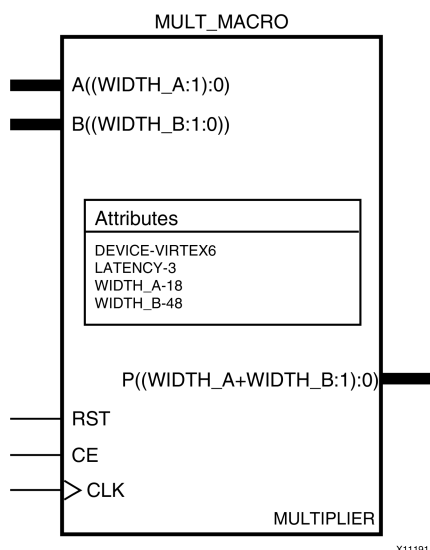 MULT_MACRO
A((WIDTH_A:1):0)
B((WIDTH_B:1:0))
Attributes
DEVICE-VIRTEX6
LATENCY-3
WIDTH_A-18
WIDTH_B-48
P((WIDTH_A+WIDTH_B:1):0)
RST
CE
CLK
MULTIPLIER
X11191